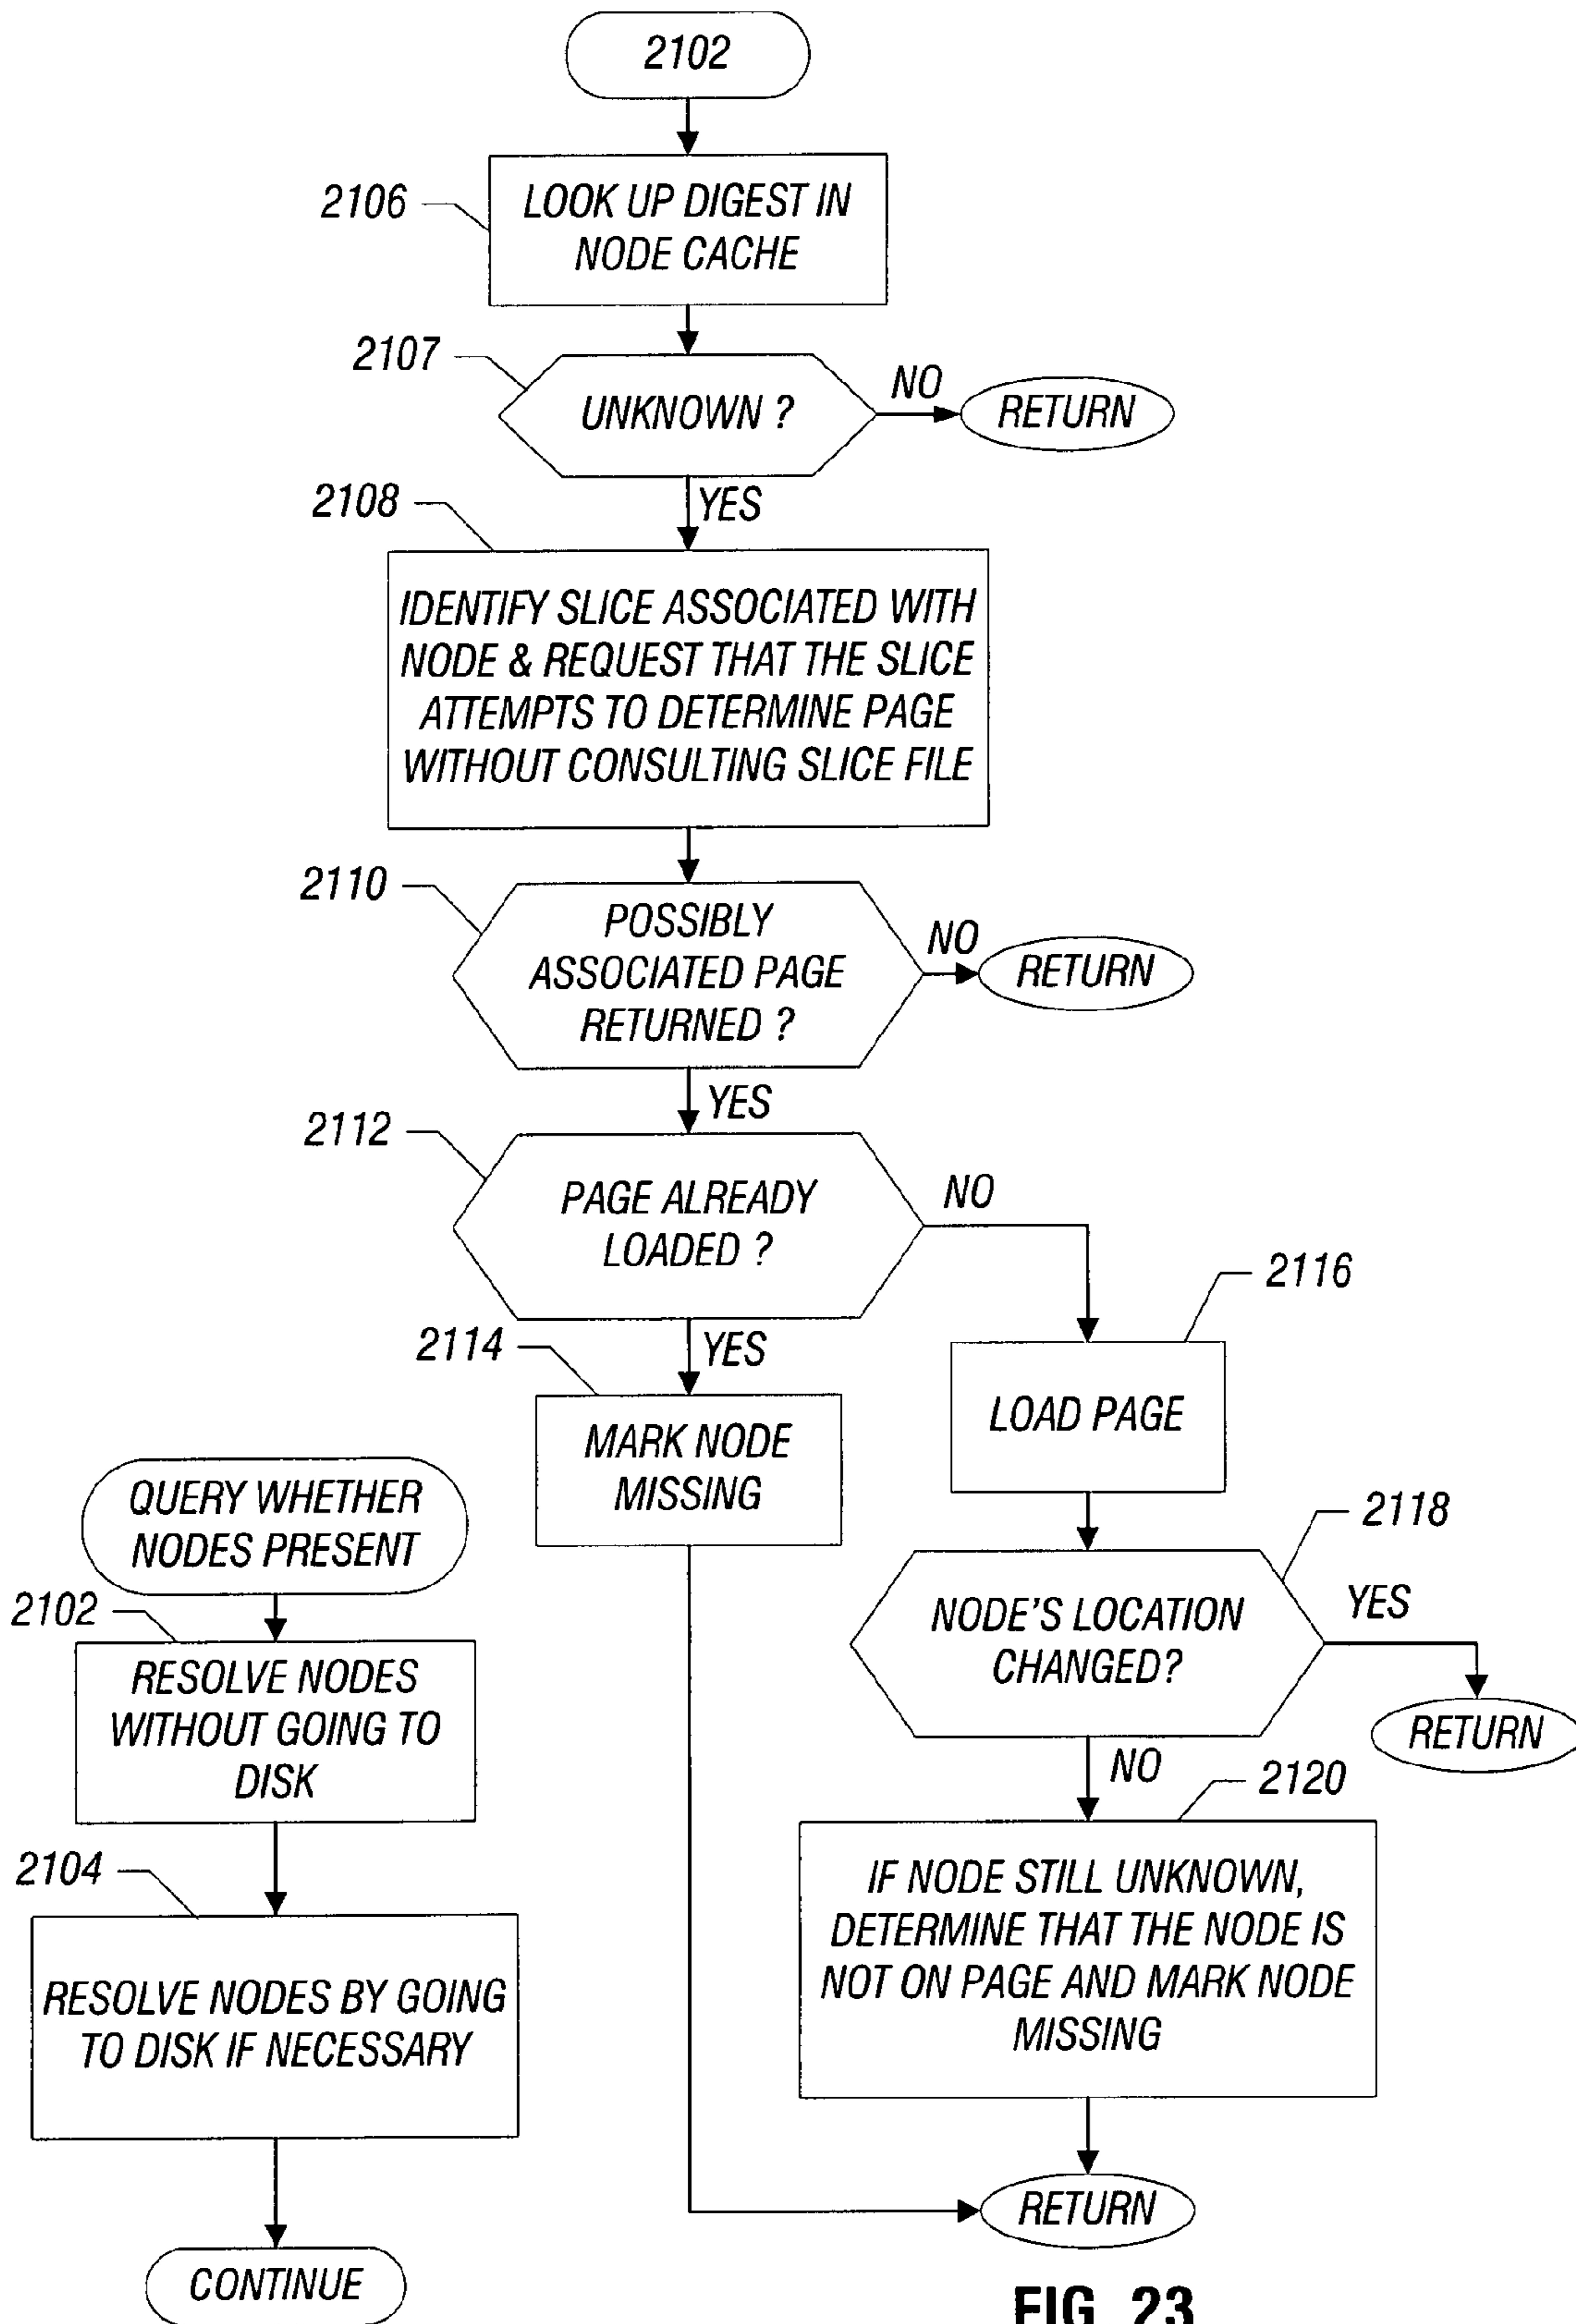 2102
2106
LOOK UP DIGEST IN
NODE CACHE
2107
UNKNOWN ?
NO
RETURN
YES
2108
IDENTIFY SLICE ASSOCIATED WITH
NODE & REQUEST THAT THE SLICE
ATTEMPTS TO DETERMINE PAGE
WITHOUT CONSULTING SLICE FILE
2110
POSSIBLY
ASSOCIATED PAGE
RETURNED ?
NO
RETURN
YES
2112
PAGE ALREADY
LOADED ?
NO
YES
2114
MARK NODE
MISSING
2116
LOAD PAGE
2118
NODE'S LOCATION
CHANGED?
YES
RETURN
NO
2120
IF NODE STILL UNKNOWN,
DETERMINE THAT THE NODE IS
NOT ON PAGE AND MARK NODE
MISSING
RETURN
QUERY WHETHER
NODES PRESENT
2102
RESOLVE NODES
WITHOUT GOING TO
DISK
2104
RESOLVE NODES BY GOING
TO DISK IF NECESSARY
CONTINUE
FIG. 23